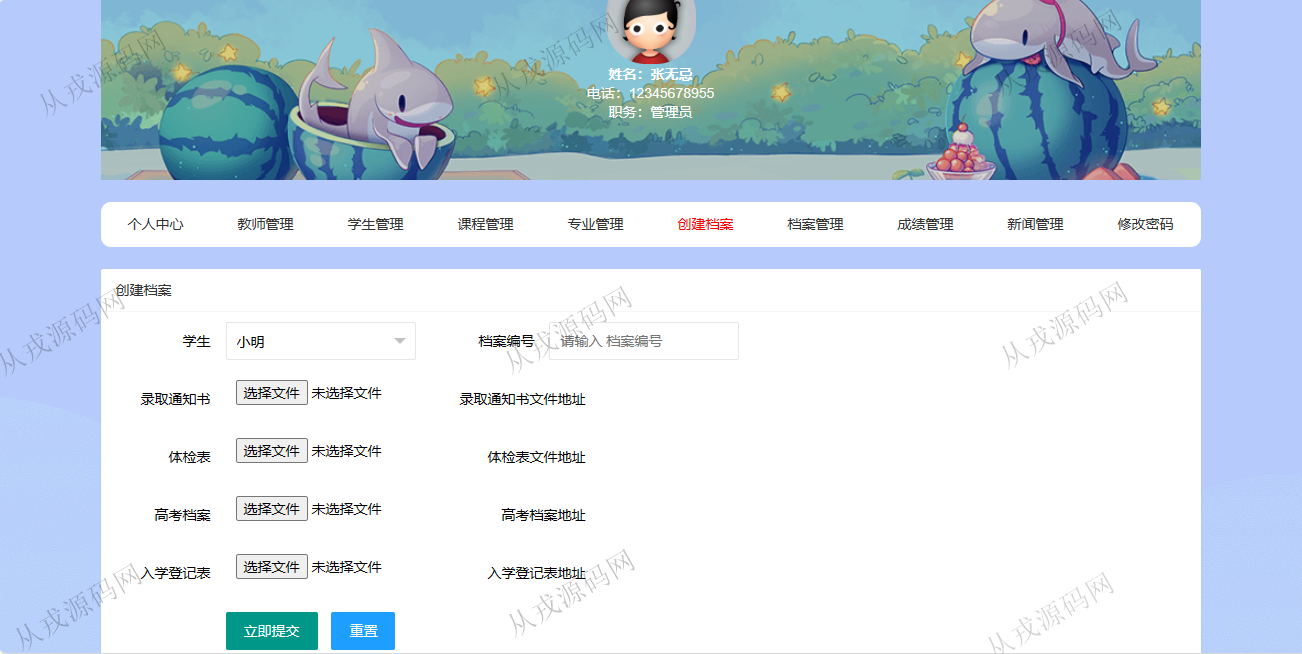 姓名：张无忌
电话：12345678955
职务：管理员
个人中心 教师管理 学生管理 课程管理 专业管理 创建档案 档案管理 成绩管理 新闻管理 修改密码
创建档案
学生 小明 档案编号 请输入 档案编号
录取通知书 选择文件 未选择文件 录取通知书文件地址
体检表 选择文件 未选择文件 体检表文件地址
高考档案 选择文件 未选择文件 高考档案地址
入学登记表 选择文件 未选择文件 入学登记表地址
立即提交 重置
从戎源码网
从戎源码网
从戎源码网
从戎源码网
从戎源码网
从戎源码网
从戎源码网
从戎源码网
从戎源码网